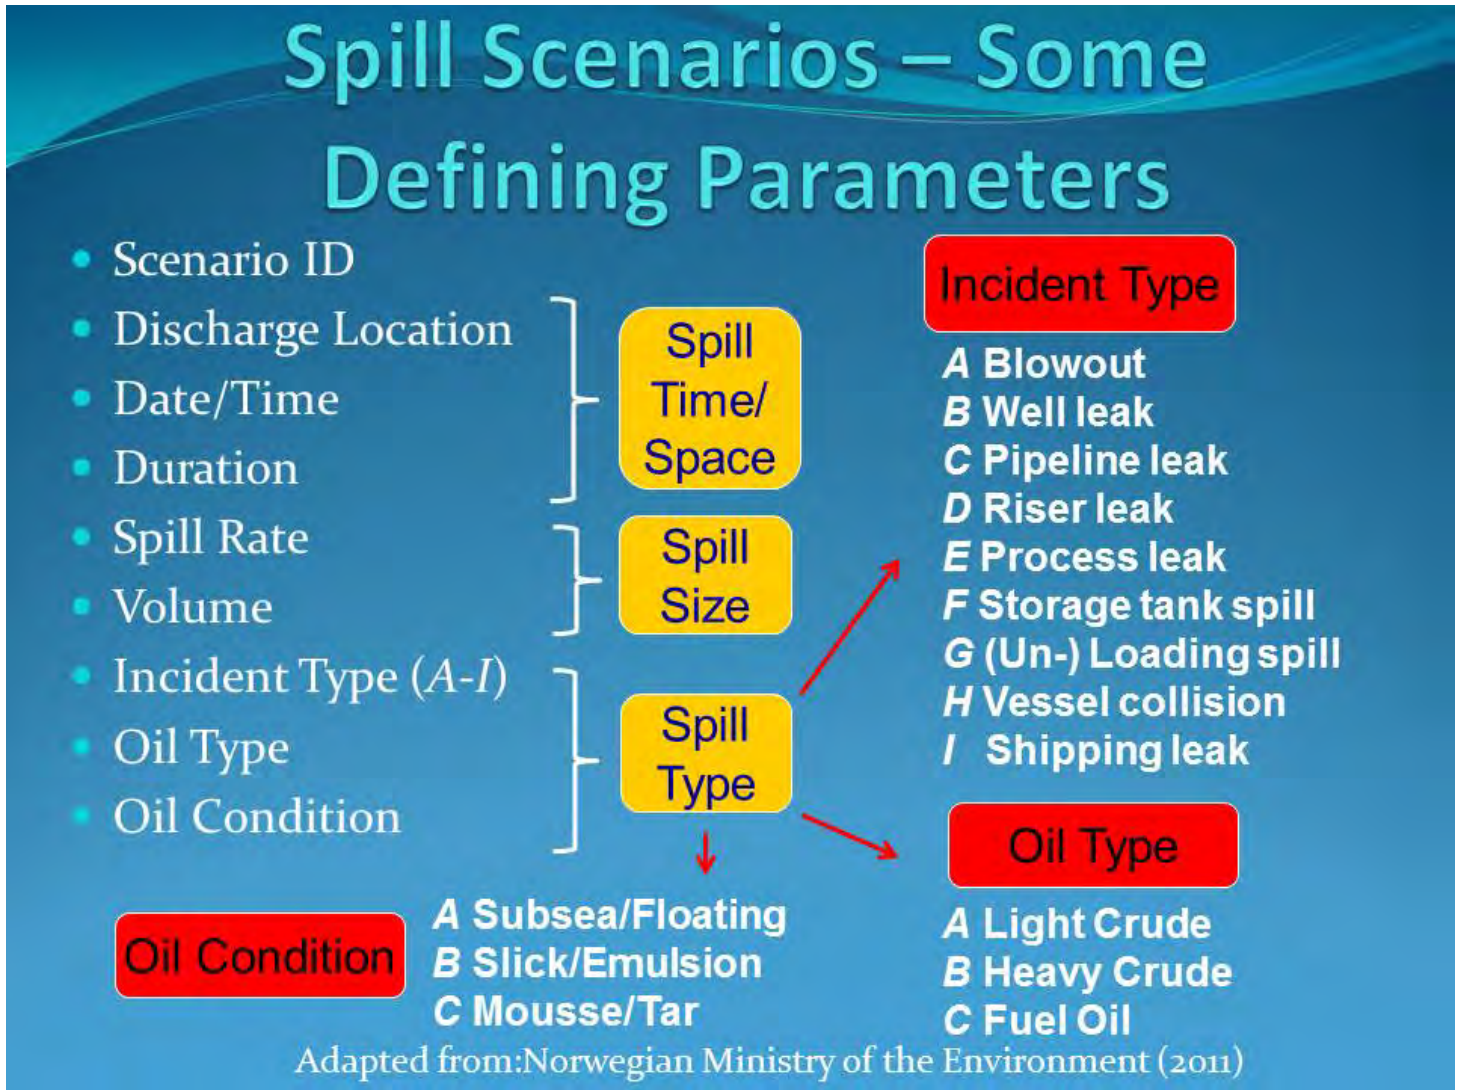 Spill Scenarios – Some
Defining Parameters
• Scenario ID
• Discharge Location
• Date/Time
• Duration
• Spill Rate
• Volume
• Incident Type (A-I)
• Oil Type
• Oil Condition
Spill
Time/
Space
Spill
Size
Spill
Type
Incident Type
A Blowout
B Well leak
C Pipeline leak
D Riser leak
E Process leak
F Storage tank spill
G (Un-) Loading spill
H Vessel collision
I Shipping leak
Oil Type
A Light Crude
B Heavy Crude
C Fuel Oil
Oil Condition
A Subsea/Floating
B Slick/Emulsion
C Mousse/Tar
Adapted from:Norwegian Ministry of the Environment (2011)